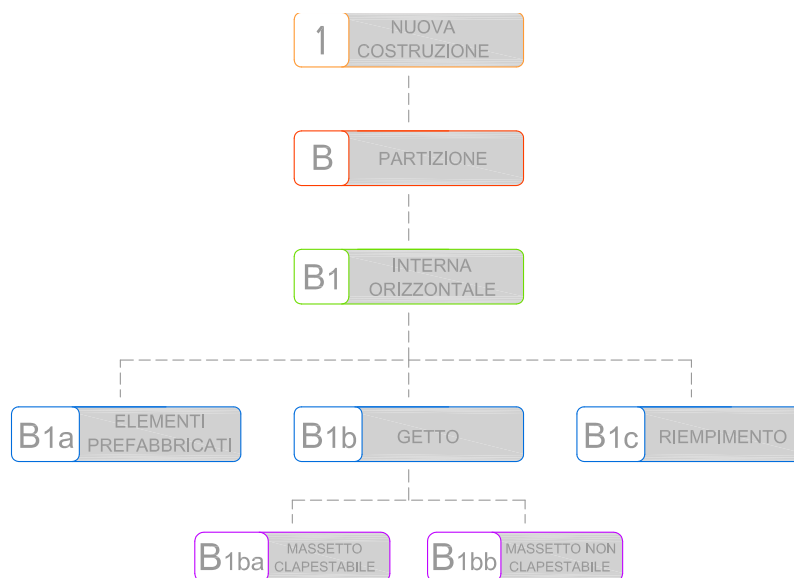 1 NUOVA
COSTRUZIONE
B PARTIZIONE
B1 INTERNA
ORIZZONTALE
B1a ELEMENTI
PREFABBRICATI
B1b GETTO
B1c RIEMPIMENTO
B1ba MASSETTO
CLAPESTABILE
B1bb MASSETTO NON
CLAPESTABILE